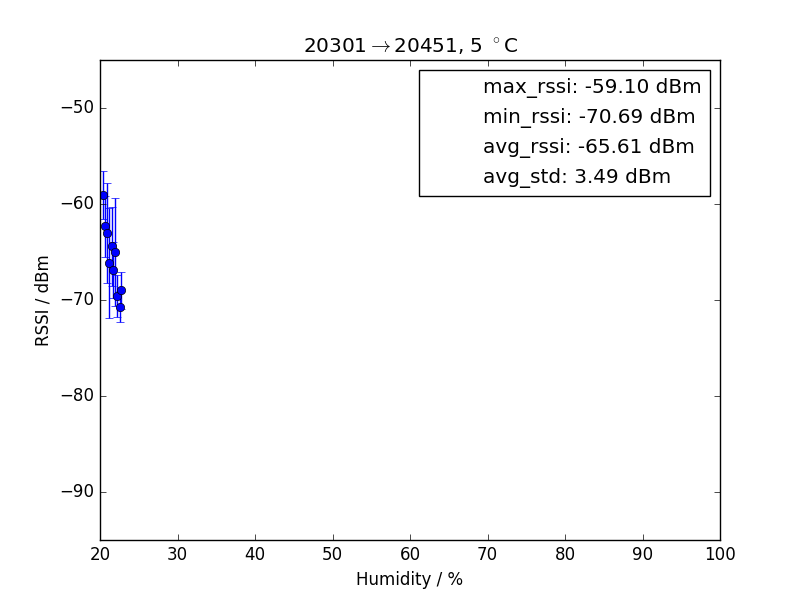 20301→20451, 5 °C
max_rssi: -59.10 dBm
min_rssi: -70.69 dBm
avg_rssi: -65.61 dBm
avg_std: 3.49 dBm
RSSI / dBm
−50
−60
−70
−80
−90
20 30 40 50 60 70 80 90 100
Humidity / %